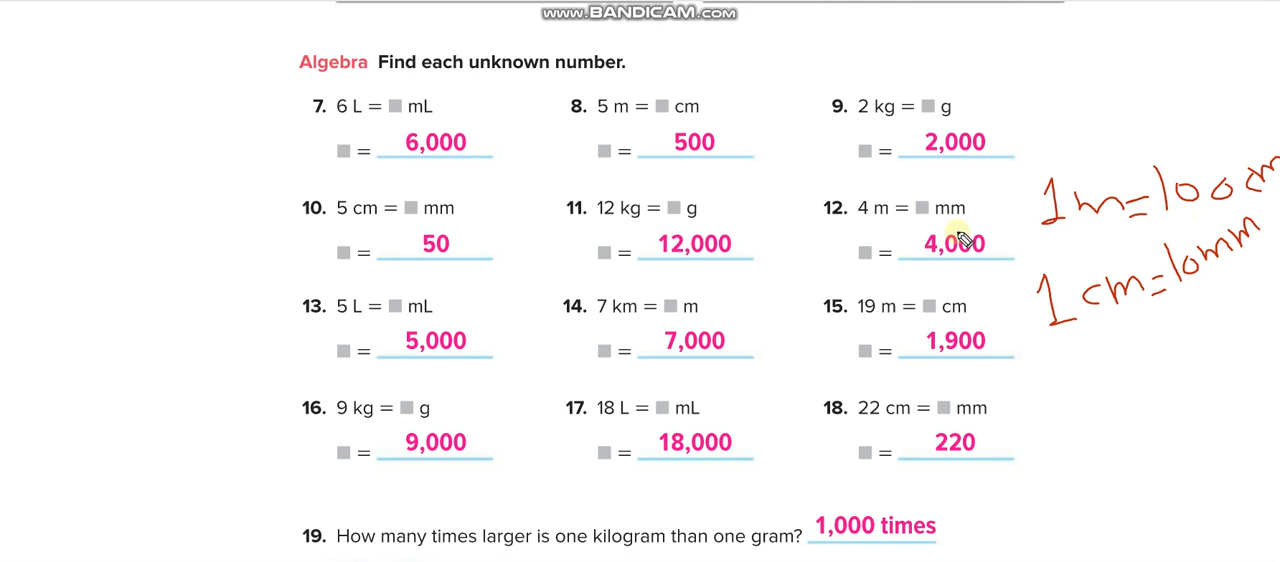 www.BANDICAM.com
Algebra Find each unknown number.
7. 6 L = ■ mL
8. 5 m = ■ cm
9. 2 kg = ■ g
■ = 6,000
■ = 500
■ = 2,000
1m=100cm
10. 5 cm = ■ mm
11. 12 kg = ■ g
12. 4 m = ■ mm
■ = 50
■ = 12,000
■ = 4,000
1cm=10mm
13. 5 L = ■ mL
14. 7 km = ■ m
15. 19 m = ■ cm
■ = 5,000
■ = 7,000
■ = 1,900
16. 9 kg = ■ g
17. 18 L = ■ mL
18. 22 cm = ■ mm
■ = 9,000
■ = 18,000
■ = 220
19. How many times larger is one kilogram than one gram? 1,000 times